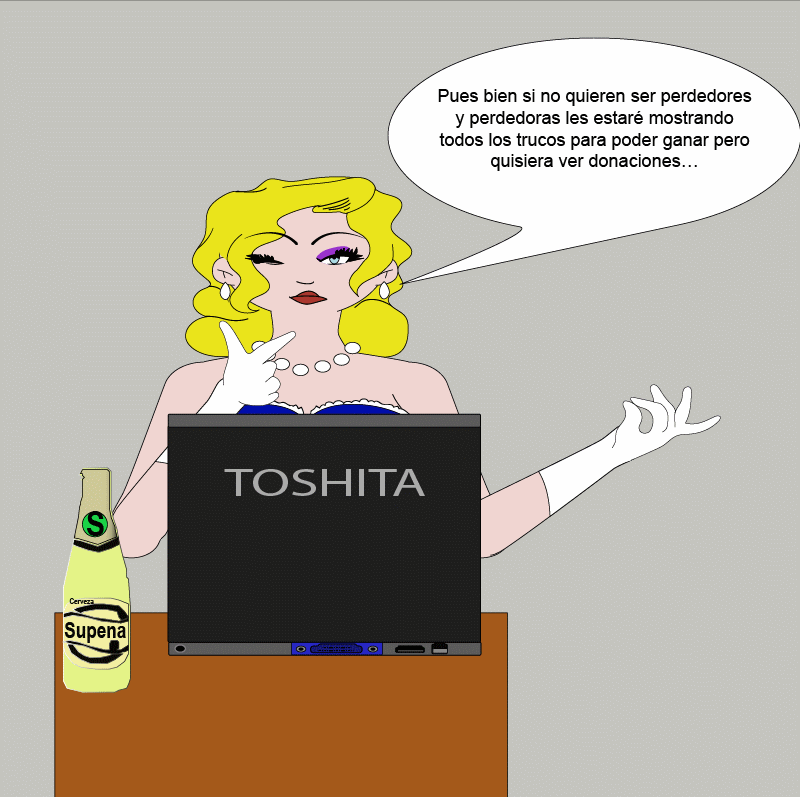 Pues bien si no quieren ser perdedores
y perdedoras les estaré mostrando
todos los trucos para poder ganar pero
quisiera ver donaciones…
TOSHITA
S
Cerveza
Supena